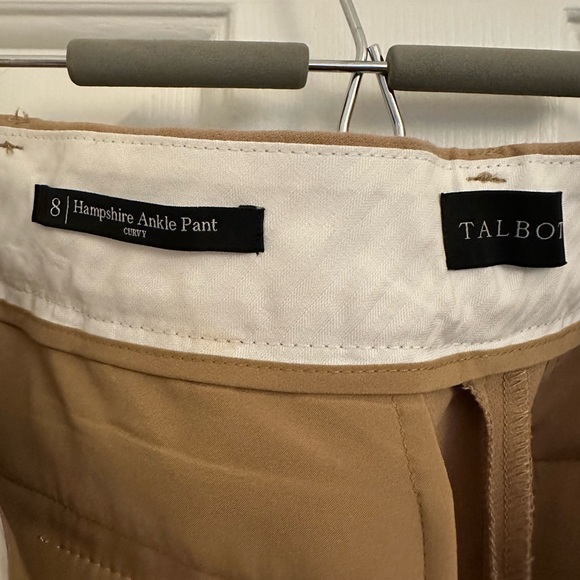 8 | Hampshire Ankle Pant
CURVY
TALBOT